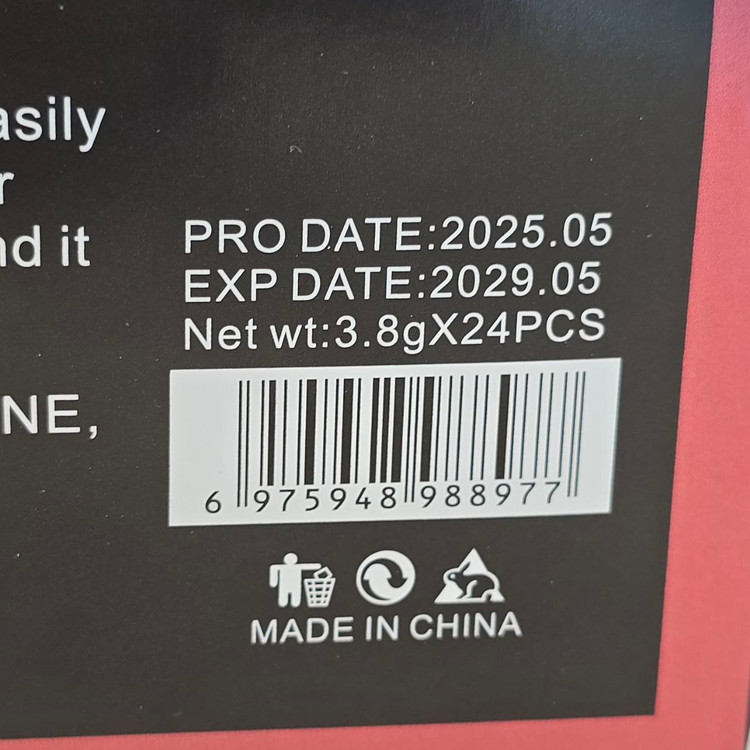 asily
r
nd it
PRO DATE:2025.05
EXP DATE:2029.05
Net wt:3.8gX24PCS
NE,
6 975948 988977
MADE IN CHINA